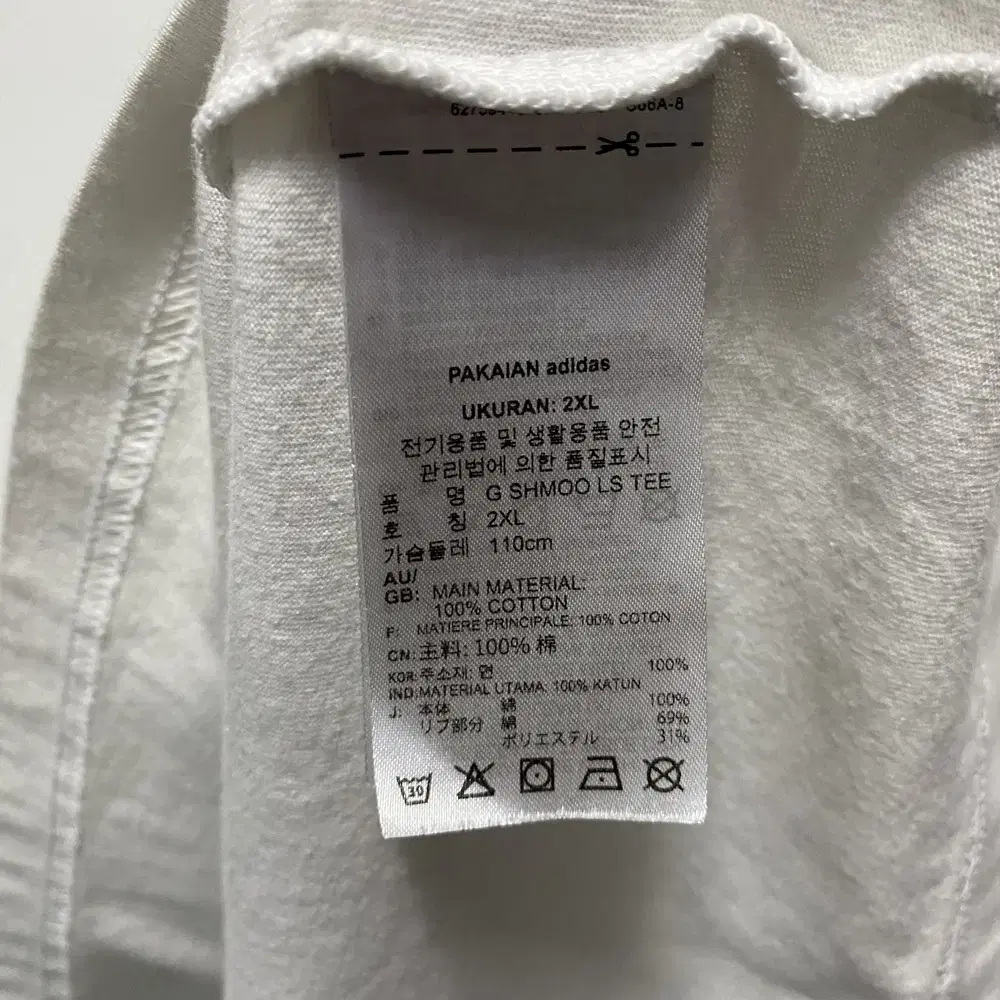 PAKAIAN adidas
UKURAN: 2XL
전기용품 및 생활용품 안전
관리법에 의한 품질표시
품 명 G SHMOO LS TEE
호 칭 2XL
가슴둘레 110cm
AU/
GB: MAIN MATERIAL:
100% COTTON
F: MATIERE PRINCIPALE: 100% COTON
CN: 主料: 100% 棉
KOR 주소재: 면 100%
IND MATERIAL UTAMA: 100% KATUN
J: 本体 綿 100%
リブ部分 綿 69%
ポリエステル 31%
30